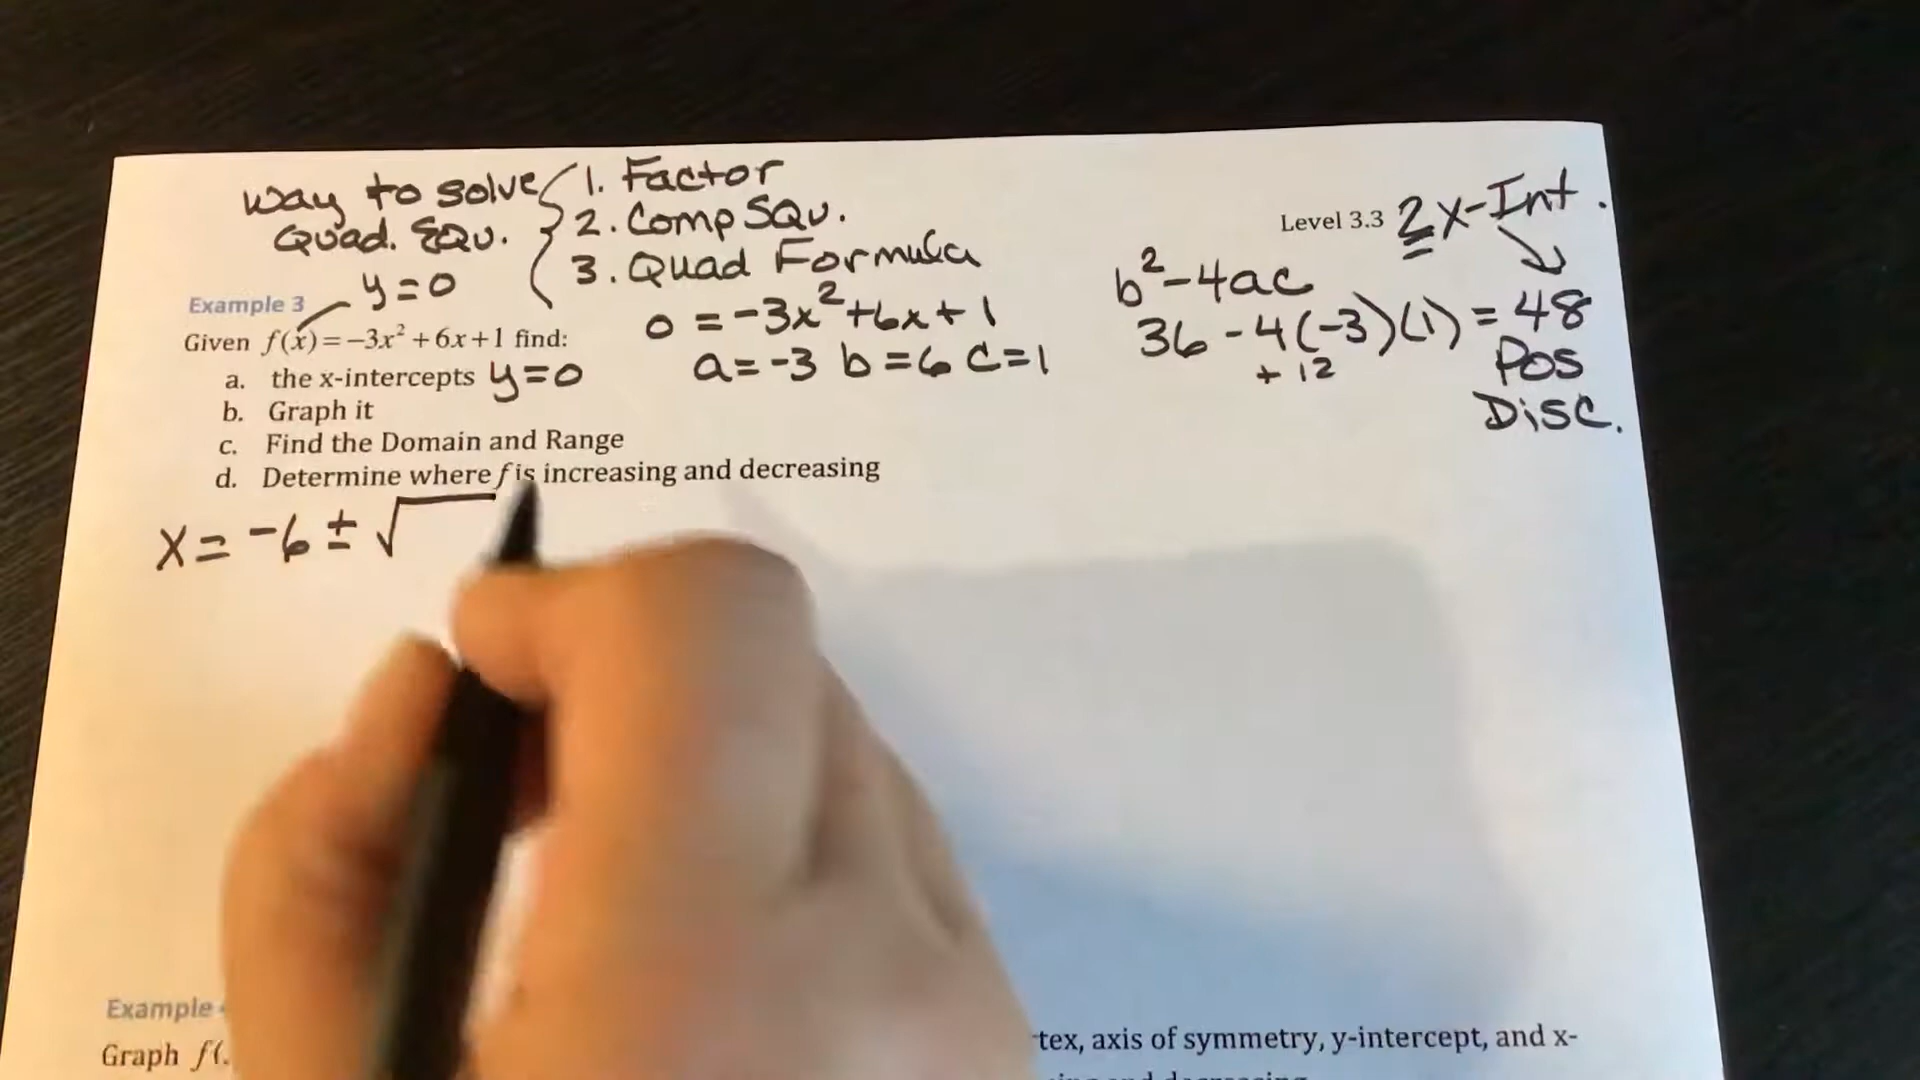 way to solve
Quad. Equ.
1. Factor
2. Comp Squ.
3. Quad Formula
Level 3.3
2 x-Int.
y=0
Example 3
Given f(x)=−3x²+6x+1 find:
a. the x-intercepts y=0
b. Graph it
c. Find the Domain and Range
d. Determine where f is increasing and decreasing
0 = -3x²+6x+1
a=-3 b=6 c=1
b²-4ac
36 - 4(-3)(1) = 48
+12
Pos
Disc.
x = -6 ± √
Example
Graph f(.
tex, axis of symmetry, y-intercept, and x-